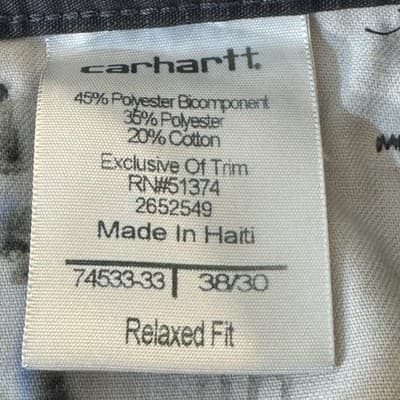 carhartt.
45% Polyester Bicomponent
35% Polyester
20% Cotton
Exclusive Of Trim
RN#51374
2652549
Made In Haiti
74533-33 38/30
Relaxed Fit